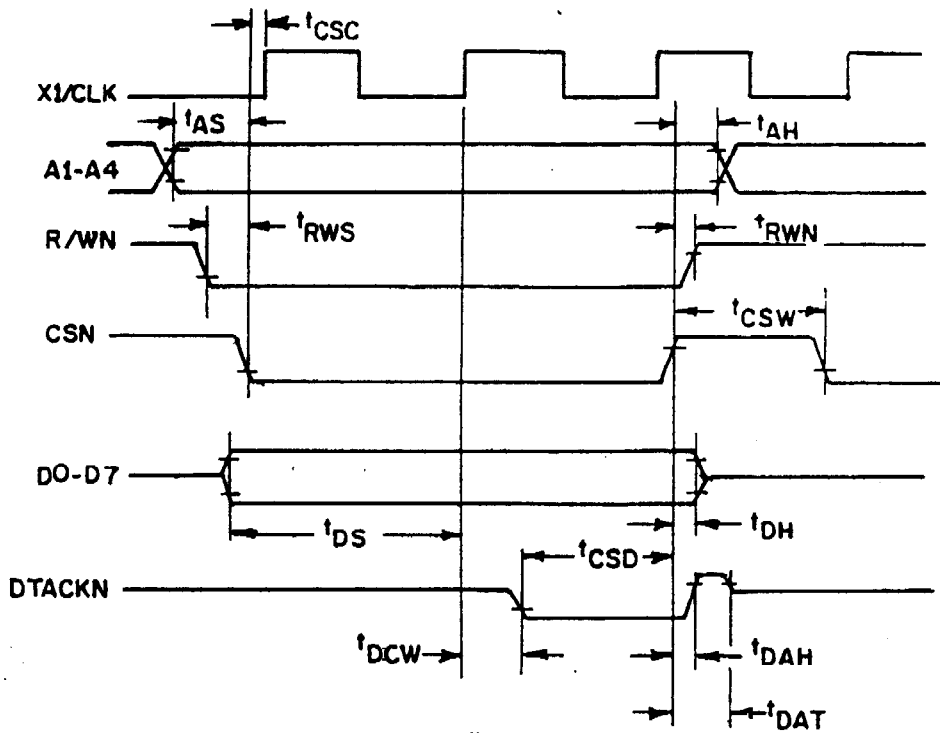 tCSC
X1/CLK
tAS
tAH
A1-A4
R/WN
tRWS
tRWN
CSN
tCSW
D0-D7
tDS
tDH
tCSD
DTACKN
tDCW
tDAH
tDAT